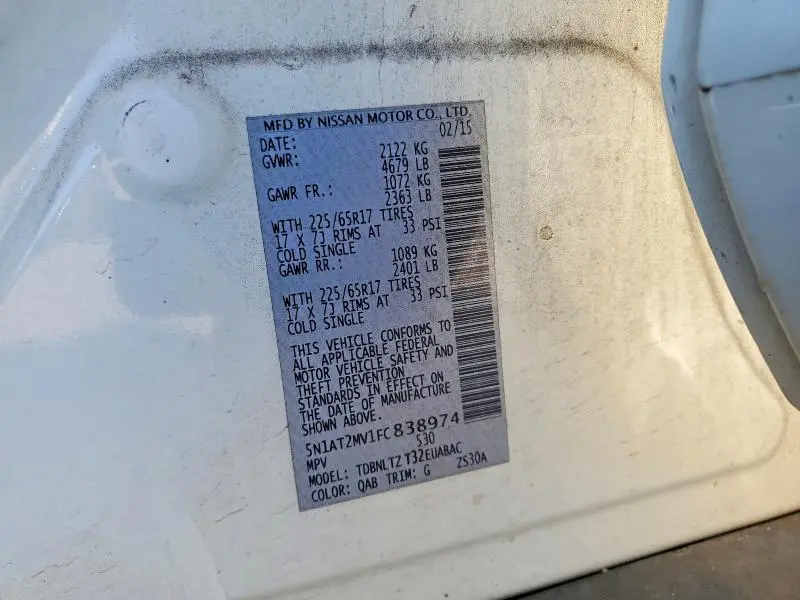 MFD BY NISSAN MOTOR CO., LTD.
DATE: 02/15
GVWR: 2122 KG
4679 LB
GAWR FR.: 1072 KG
2363 LB
WITH 225/65R17 TIRES
17 X 7J RIMS AT 33 PSI
COLD SINGLE
GAWR RR.: 1089 KG
2401 LB
WITH 225/65R17 TIRES
17 X 7J RIMS AT 33 PSI
COLD SINGLE
THIS VEHICLE CONFORMS TO
ALL APPLICABLE FEDERAL
MOTOR VEHICLE SAFETY AND
THEFT PREVENTION
STANDARDS IN EFFECT ON
THE DATE OF MANUFACTURE
SHOWN ABOVE.
5N1AT2MV1FC838974
MPV 530
MODEL: TDBNLTZ T32EUABAC
COLOR: QAB TRIM: G ZS30A